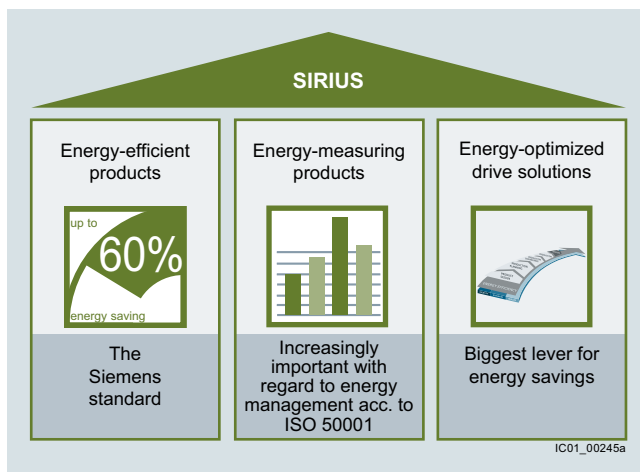 SIRIUS
Energy-efficient
products
up to
60%
energy saving
The
Siemens
standard
Energy-measuring
products
Increasingly
important with
regard to energy
management acc. to
ISO 50001
Energy-optimized
drive solutions
Biggest lever for
energy savings
IC01_00245a